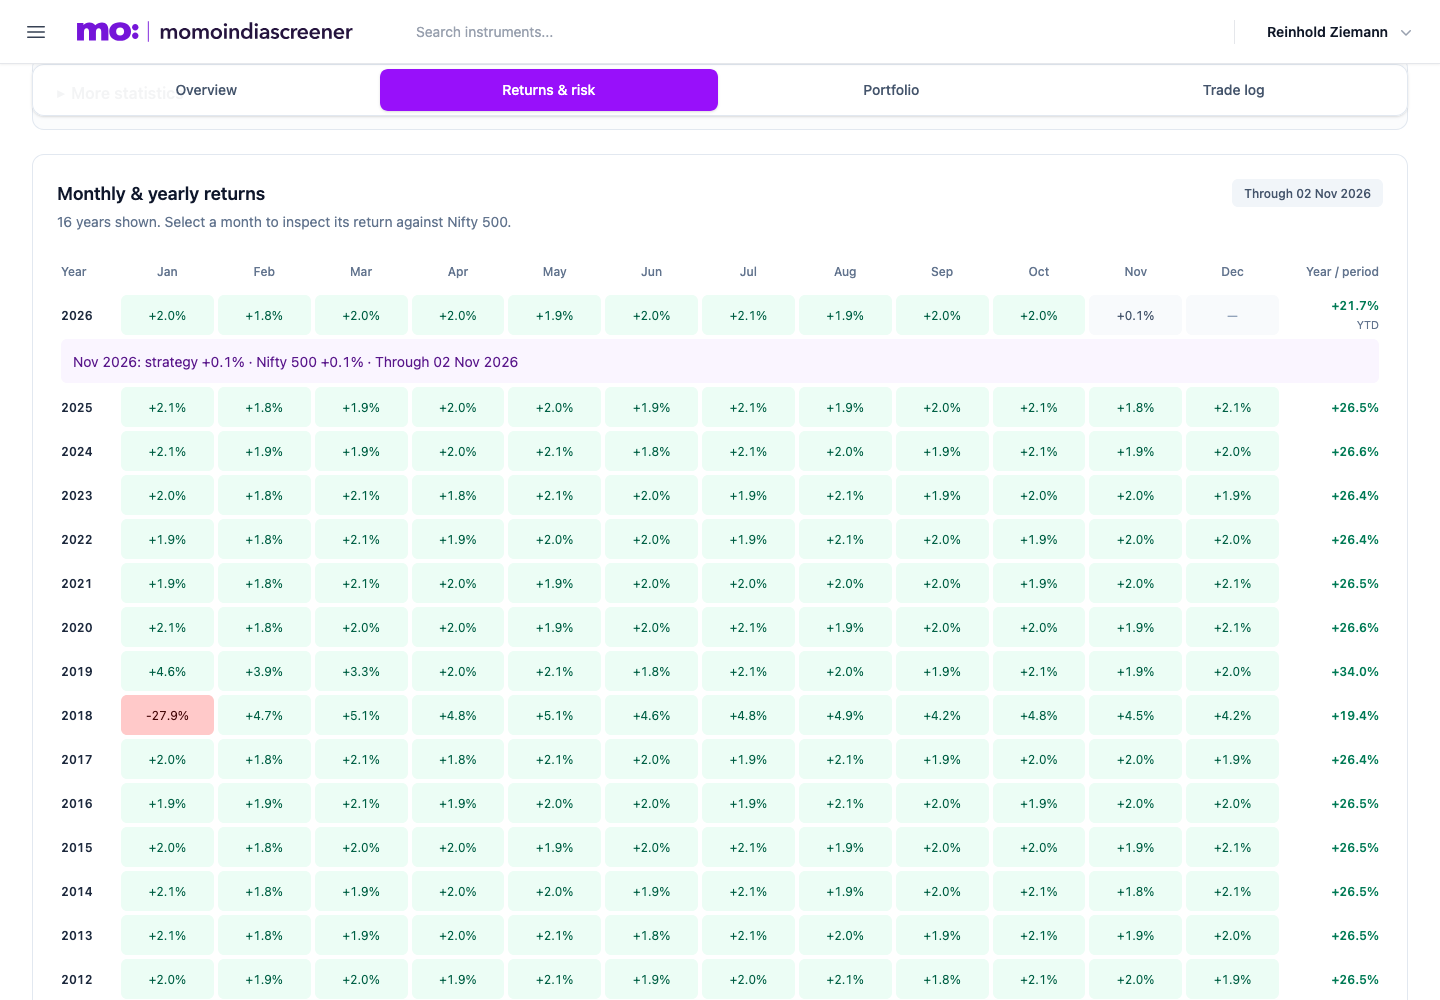 mo: | momoindiascreener
Search instruments...
Reinhold Ziemann
▸ More statistics
Overview
Returns & risk
Portfolio
Trade log
Monthly & yearly returns
Through 02 Nov 2026
16 years shown. Select a month to inspect its return against Nifty 500.
Year Jan Feb Mar Apr May Jun Jul Aug Sep Oct Nov Dec Year / period
2026 +2.0% +1.8% +2.0% +2.0% +1.9% +2.0% +2.1% +1.9% +2.0% +2.0% +0.1% — +21.7%
YTD
Nov 2026: strategy +0.1% · Nifty 500 +0.1% · Through 02 Nov 2026
2025 +2.1% +1.8% +1.9% +2.0% +2.0% +1.9% +2.1% +1.9% +2.0% +2.1% +1.8% +2.1% +26.5%
2024 +2.1% +1.9% +1.9% +2.0% +2.1% +1.8% +2.1% +2.0% +1.9% +2.1% +1.9% +2.0% +26.6%
2023 +2.0% +1.8% +2.1% +1.8% +2.1% +2.0% +1.9% +2.1% +1.9% +2.0% +2.0% +1.9% +26.4%
2022 +1.9% +1.8% +2.1% +1.9% +2.0% +2.0% +1.9% +2.1% +2.0% +1.9% +2.0% +2.0% +26.4%
2021 +1.9% +1.8% +2.1% +2.0% +1.9% +2.0% +2.0% +2.0% +2.0% +1.9% +2.0% +2.1% +26.5%
2020 +2.1% +1.8% +2.0% +2.0% +1.9% +2.0% +2.1% +1.9% +2.0% +2.0% +1.9% +2.1% +26.6%
2019 +4.6% +3.9% +3.3% +2.0% +2.1% +1.8% +2.1% +2.0% +1.9% +2.1% +1.9% +2.0% +34.0%
2018 -27.9% +4.7% +5.1% +4.8% +5.1% +4.6% +4.8% +4.9% +4.2% +4.8% +4.5% +4.2% +19.4%
2017 +2.0% +1.8% +2.1% +1.8% +2.1% +2.0% +1.9% +2.1% +1.9% +2.0% +2.0% +1.9% +26.4%
2016 +1.9% +1.9% +2.1% +1.9% +2.0% +2.0% +1.9% +2.1% +2.0% +1.9% +2.0% +2.0% +26.5%
2015 +2.0% +1.8% +2.0% +2.0% +1.9% +2.0% +2.1% +1.9% +2.0% +2.0% +1.9% +2.1% +26.5%
2014 +2.1% +1.8% +1.9% +2.0% +2.0% +1.9% +2.1% +1.9% +2.0% +2.1% +1.8% +2.1% +26.5%
2013 +2.1% +1.8% +1.9% +2.0% +2.1% +1.8% +2.1% +2.0% +1.9% +2.1% +1.9% +2.0% +26.5%
2012 +2.0% +1.9% +2.0% +1.9% +2.1% +1.9% +2.0% +2.1% +1.8% +2.1% +2.0% +1.9% +26.5%